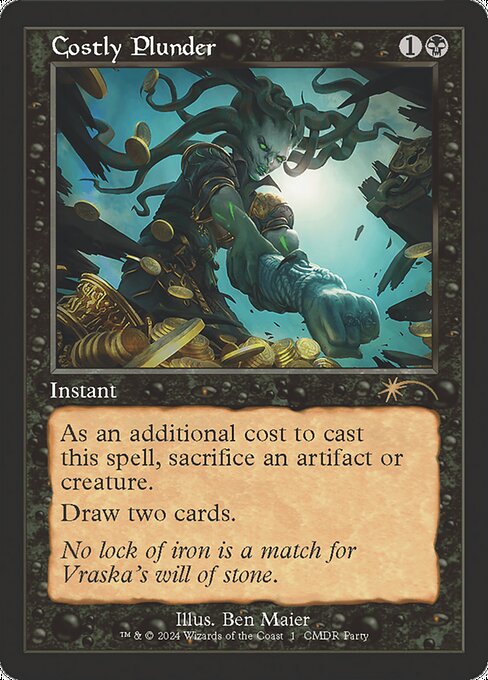 Costly Plunder 1
Instant
As an additional cost to cast
this spell, sacrifice an artifact or
creature.
Draw two cards.
No lock of iron is a match for
Vraska's will of stone.
Illus. Ben Maier
™ & © 2024 Wizards of the Coast 1 CMDR Party